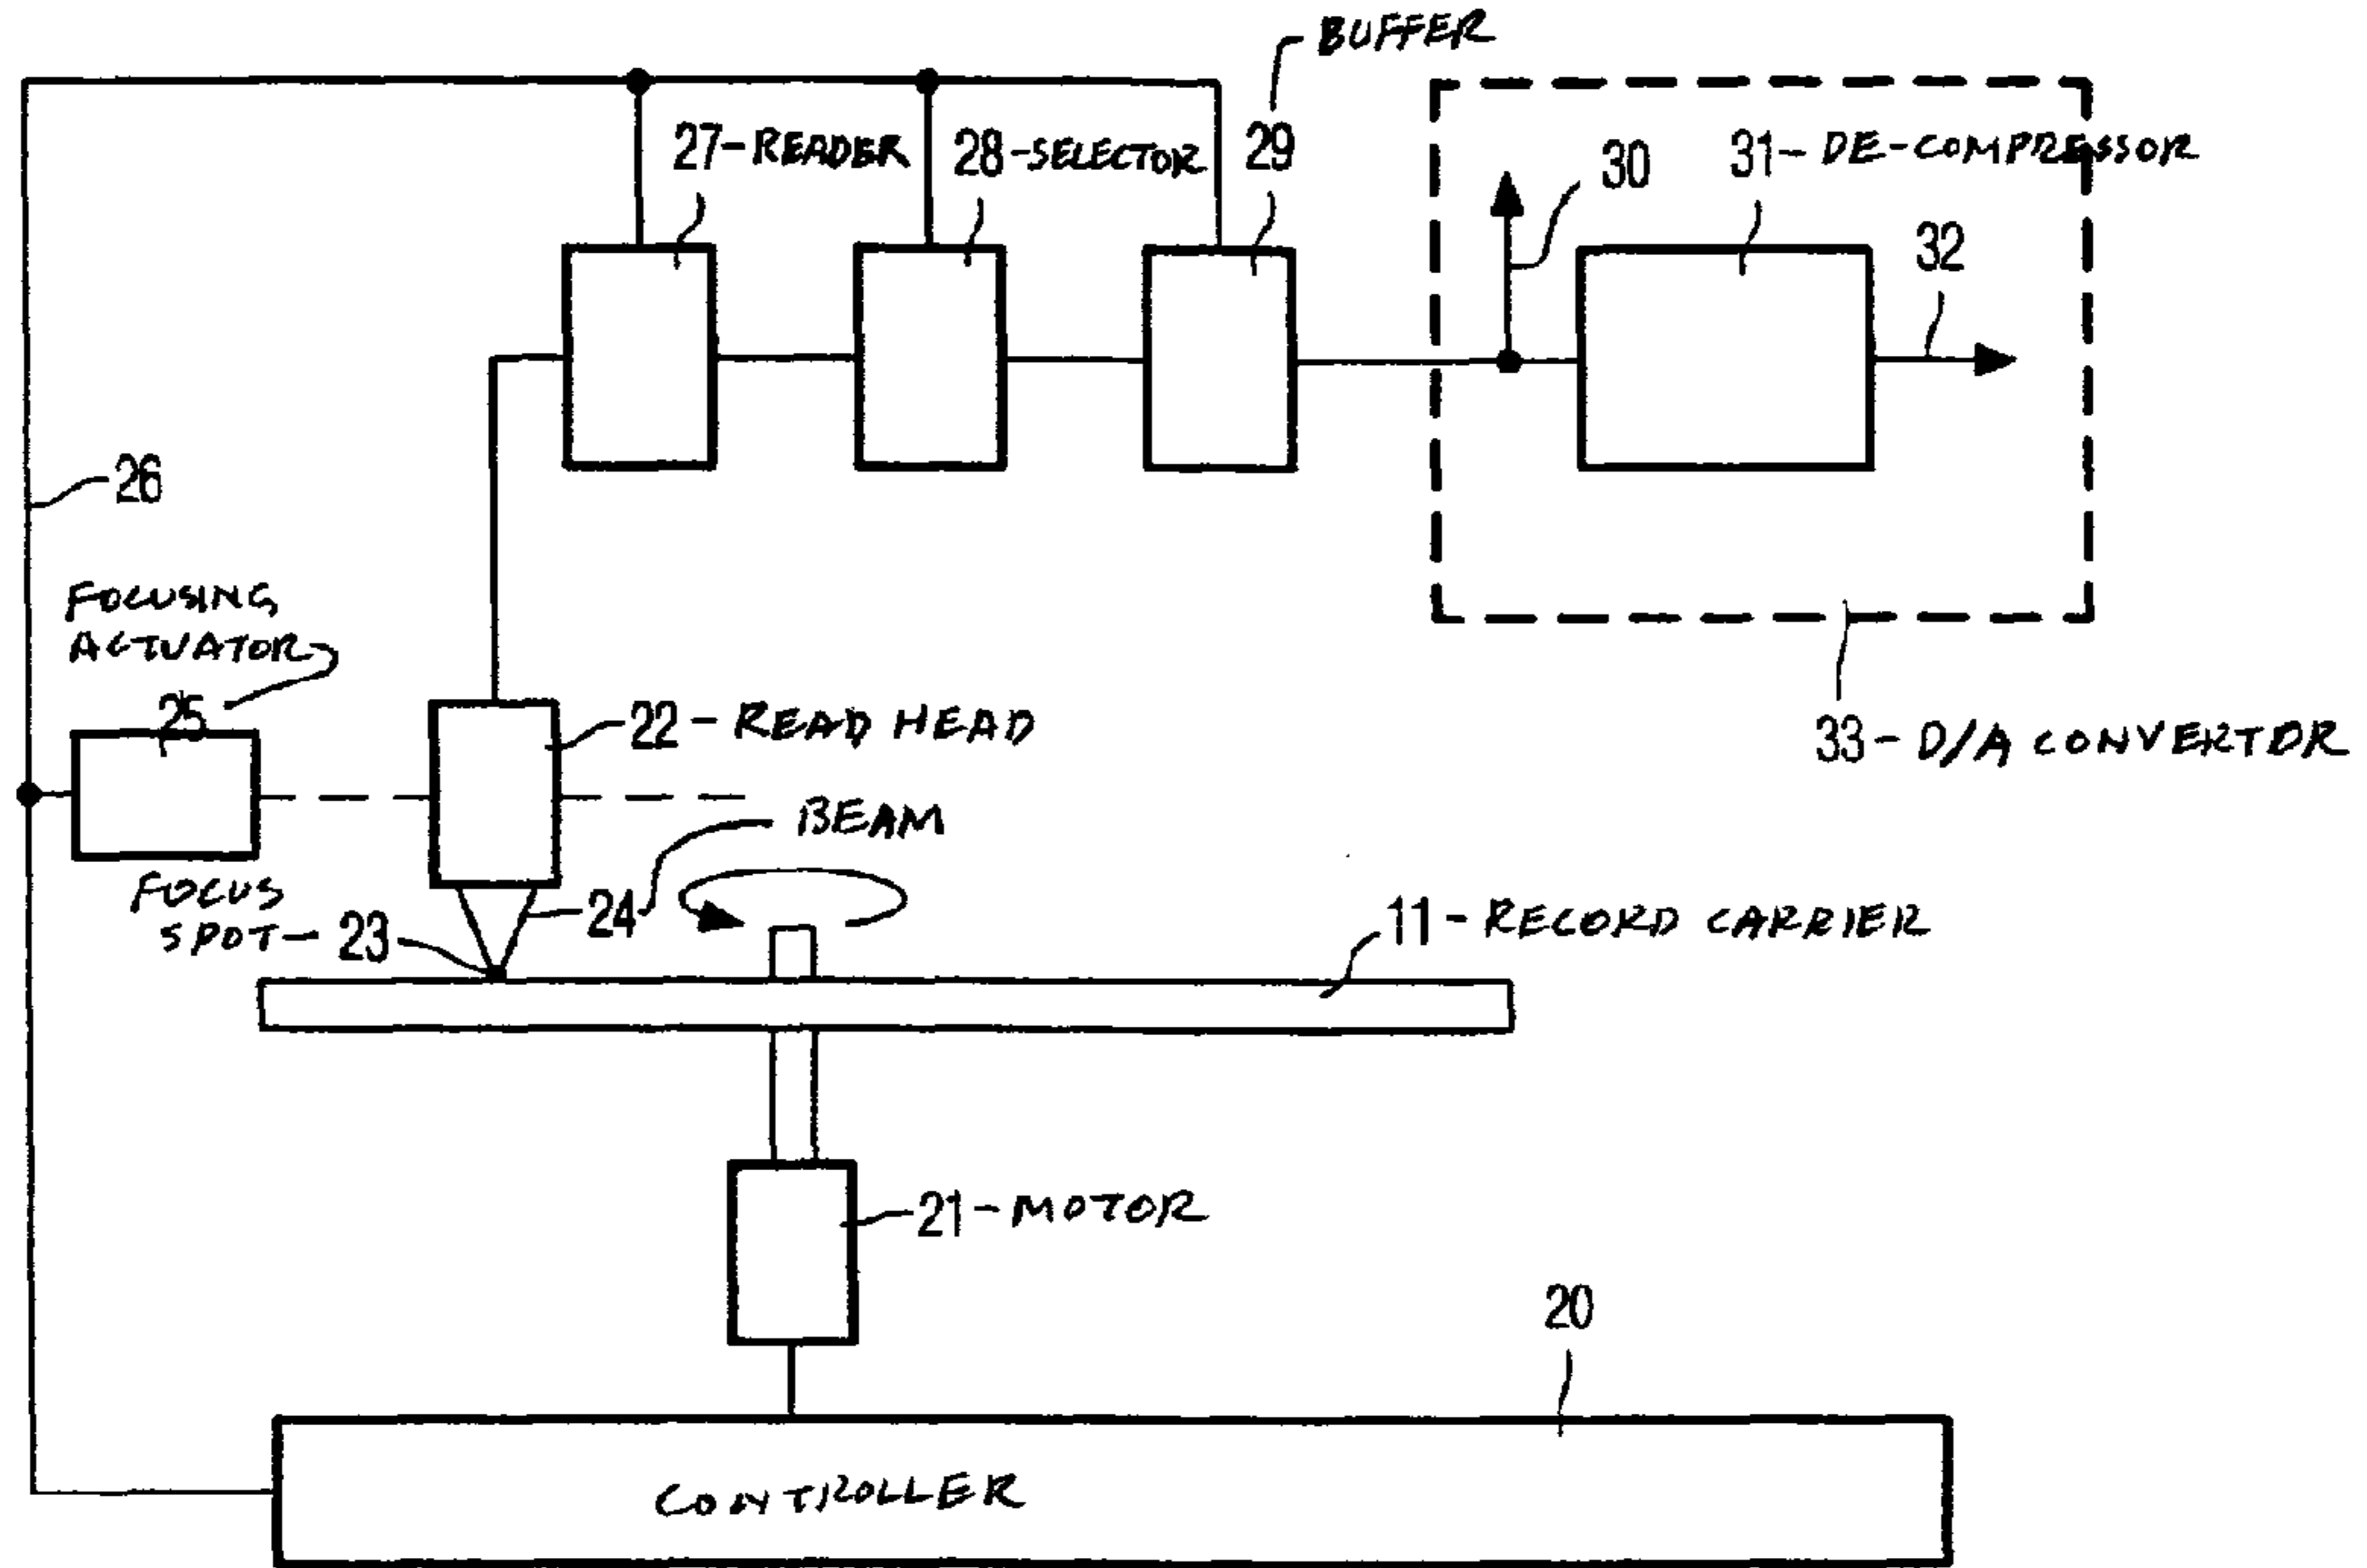 BUFFER
27-READER
28-SELECTOR
29
30
31-DE-COMPRESSOR
32
26
FOCUSING
ACTUATOR
25
22-READ HEAD
33-D/A CONVERTOR
BEAM
FOCUS
SPOT-23
24
11-RECORD CARRIER
21-MOTOR
20
CONTROLLER